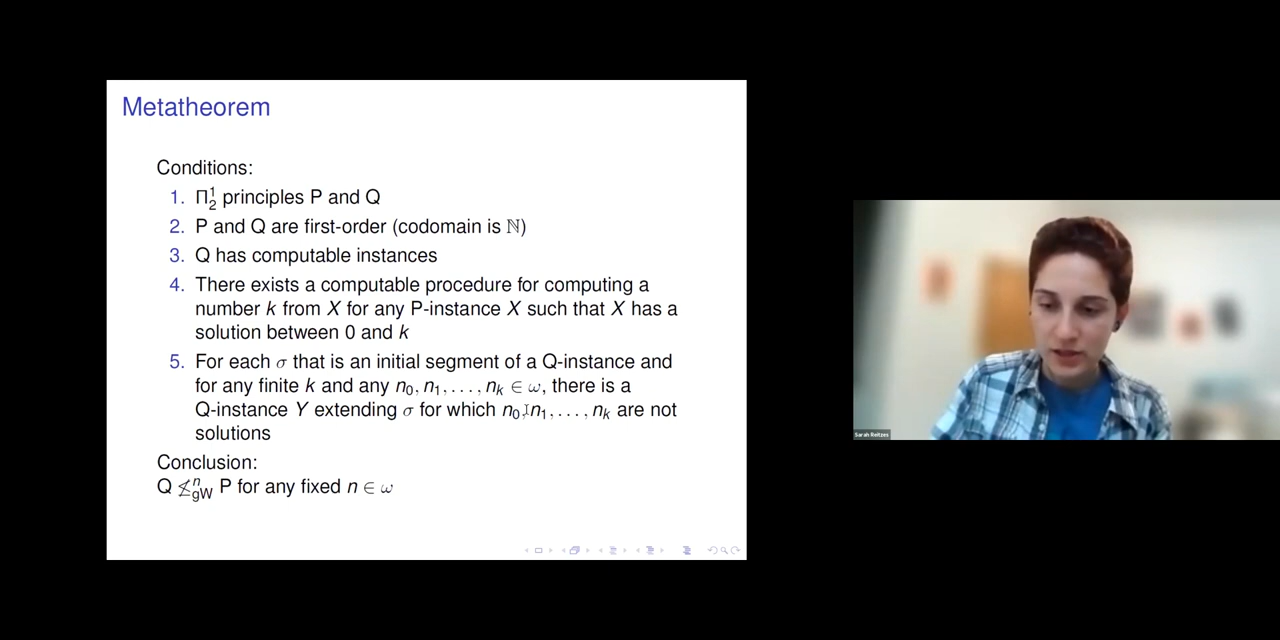 Metatheorem
Conditions:
1. Π¹₂ principles P and Q
2. P and Q are first-order (codomain is ℕ)
3. Q has computable instances
4. There exists a computable procedure for computing a
number k from X for any P-instance X such that X has a
solution between 0 and k
5. For each σ that is an initial segment of a Q-instance and
for any finite k and any n₀, n₁, . . . , nₖ ∈ ω, there is a
Q-instance Y extending σ for which n₀, n₁, . . . , nₖ are not
solutions
Conclusion:
Q ≰ⁿgW P for any fixed n ∈ ω
Sarah Reitzes